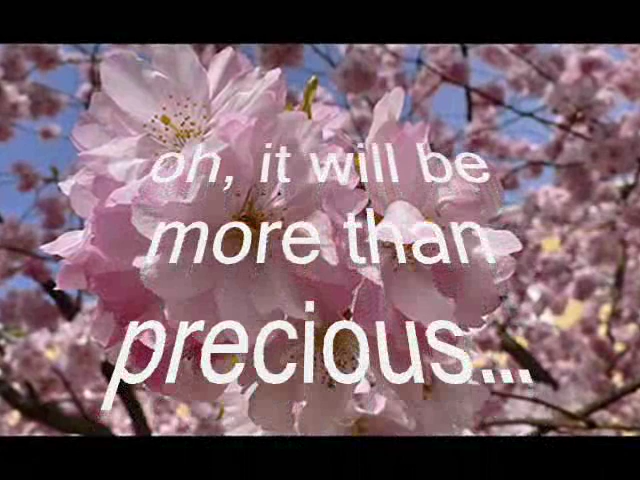 oh, it will be
more than
precious...